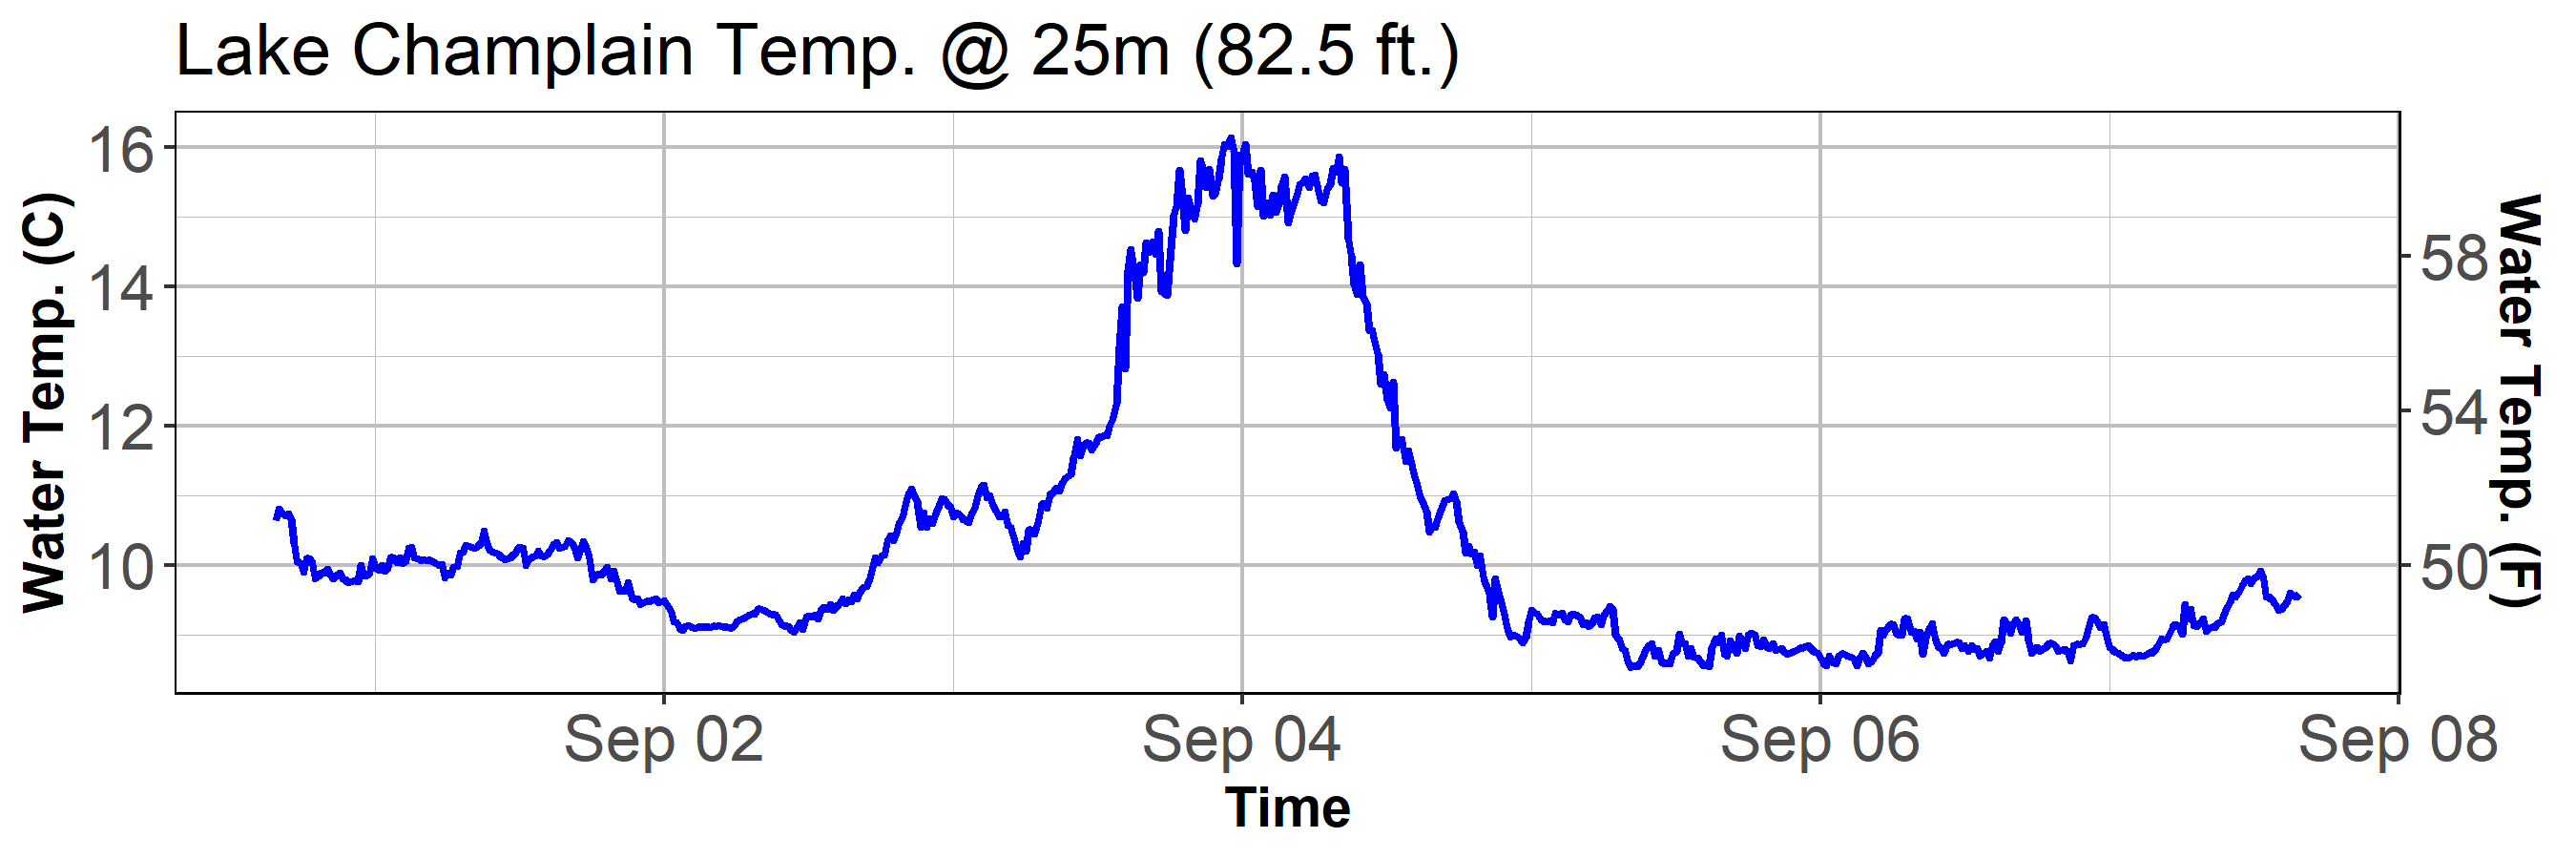 Lake Champlain Temp. @ 25m (82.5 ft.)
Water Temp. (C)
16
14
12
10
58
54
50
Water Temp. (F)
Sep 02 Sep 04 Sep 06 Sep 08
Time